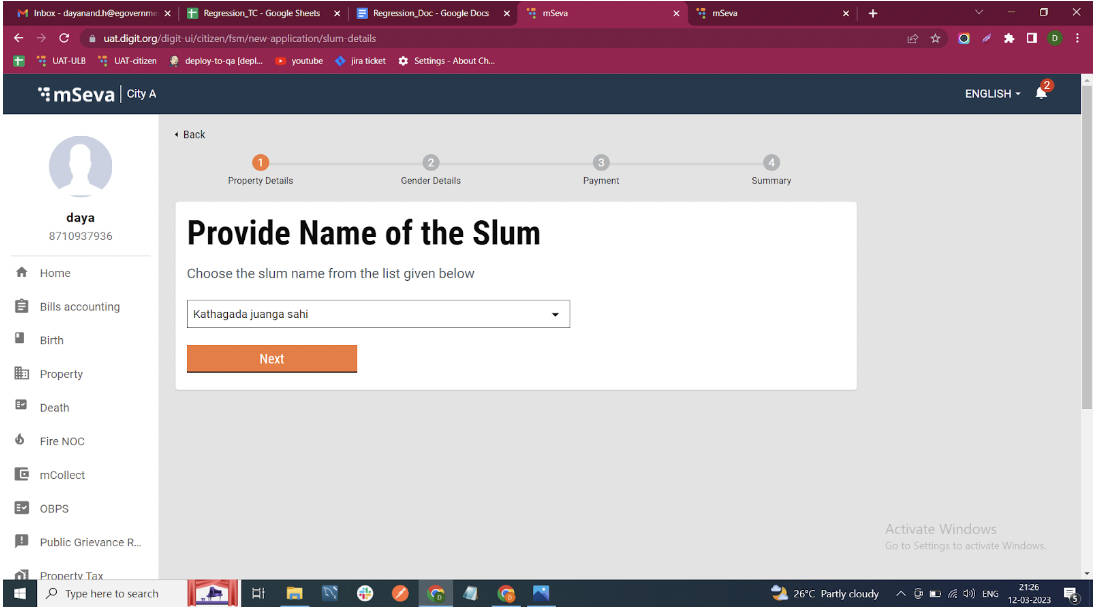 Inbox - dayanand.h@egovernme
Regression_TC - Google Sheets
Regression_Doc - Google Docs
mSeva
mSeva
uat.digit.org/digit-ui/citizen/fsm/new-application/slum-details
D
UAT-ULB
UAT-citizen
deploy-to-qa [depl...
youtube
jira ticket
Settings - About Ch...
mSeva | City A
ENGLISH
2
Back
1
2
3
4
Property Details
Gender Details
Payment
Summary
daya
8710937936
Provide Name of the Slum
Choose the slum name from the list given below
Kathagada juanga sahi
Next
Home
Bills accounting
Birth
Property
Death
Fire NOC
mCollect
OBPS
Public Grievance R...
Property Tax
Activate Windows
Go to Settings to activate Windows.
Type here to search
26°C Partly cloudy
ENG
21:26
12-03-2023
5